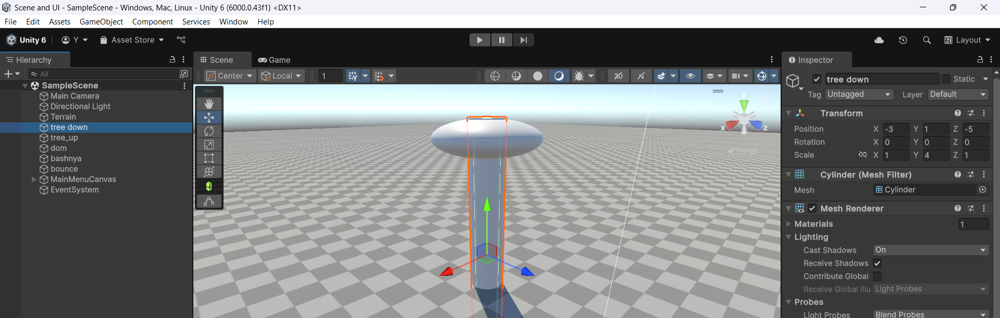 Scene and UI - SampleScene - Windows, Mac, Linux - Unity 6 (6000.0.43f1) <DX11>
File Edit Assets GameObject Component Services Window Help
Unity 6 Y Asset Store Layout
Hierarchy
All
SampleScene
Main Camera
Directional Light
Terrain
tree down
tree_up
dom
bashnya
bounce
MainMenuCanvas
EventSystem
Scene Game
Center Local 1 2D
y
x z
< Persp
Inspector
tree down Static
Tag Untagged Layer Default
Transform
Position X -3 Y 1 Z -5
Rotation X 0 Y 0 Z 0
Scale X 1 Y 4 Z 1
Cylinder (Mesh Filter)
Mesh Cylinder
Mesh Renderer
Materials 1
Lighting
Cast Shadows On
Receive Shadows
Contribute Global
Receive Global Illu Light Probes
Probes
Light Probes Blend Probes